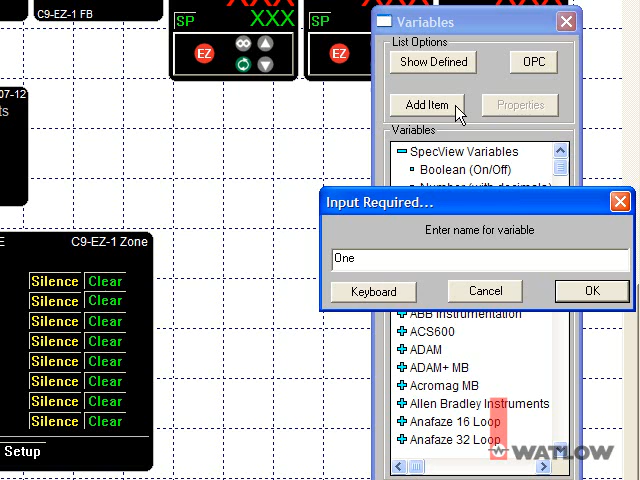 C9-EZ-1 FB
XXX
SP
XXX
EZ
SP
EZ
Variables
List Options
Show Defined
OPC
Add Item
Properties
Variables
SpecView Variables
Boolean (On/Off)
Number (with decimals)
Input Required...
Enter name for variable
One
Keyboard
Cancel
OK
ABB Instrumentation
ACS600
ADAM
ADAM+ MB
Acromag MB
Allen Bradley Instruments
Anafaze 16 Loop
Anafaze 32 Loop
07-12
ts
E
C9-EZ-1 Zone
Silence Clear
Silence Clear
Silence Clear
Silence Clear
Silence Clear
Silence Clear
Silence Clear
Silence Clear
Setup
WATLOW